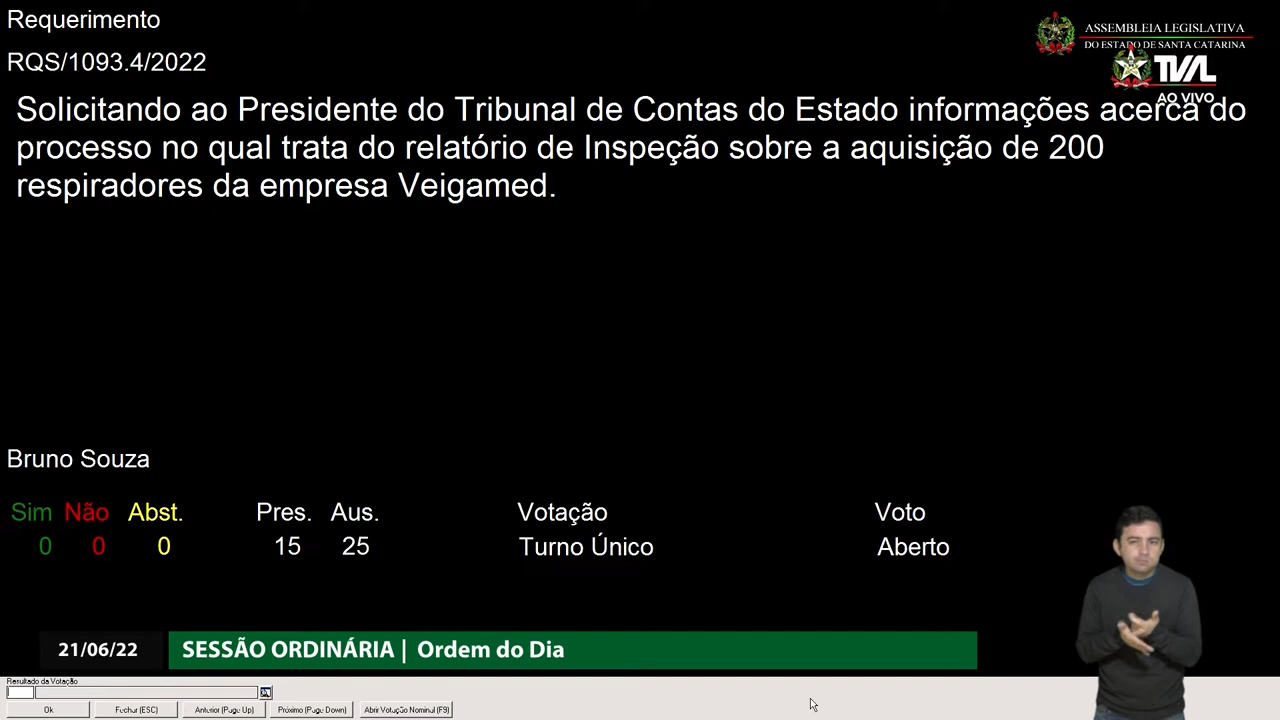 Requerimento
RQS/1093.4/2022
ASSEMBLEIA LEGISLATIVA
DO ESTADO DE SANTA CATARINA
TVAL
AO VIVO
Solicitando ao Presidente do Tribunal de Contas do Estado informações acerca do
processo no qual trata do relatório de Inspeção sobre a aquisição de 200
respiradores da empresa Veigamed.
Bruno Souza
Sim Não Abst. Pres. Aus. Votação Voto
0 0 0 15 25 Turno Único Aberto
21/06/22 SESSÃO ORDINÁRIA | Ordem do Dia
Resultado da Votação
Ok Fechar (ESC) Anterior (Page Up) Próximo (Page Down) Abrir Votação Nominal (F9)